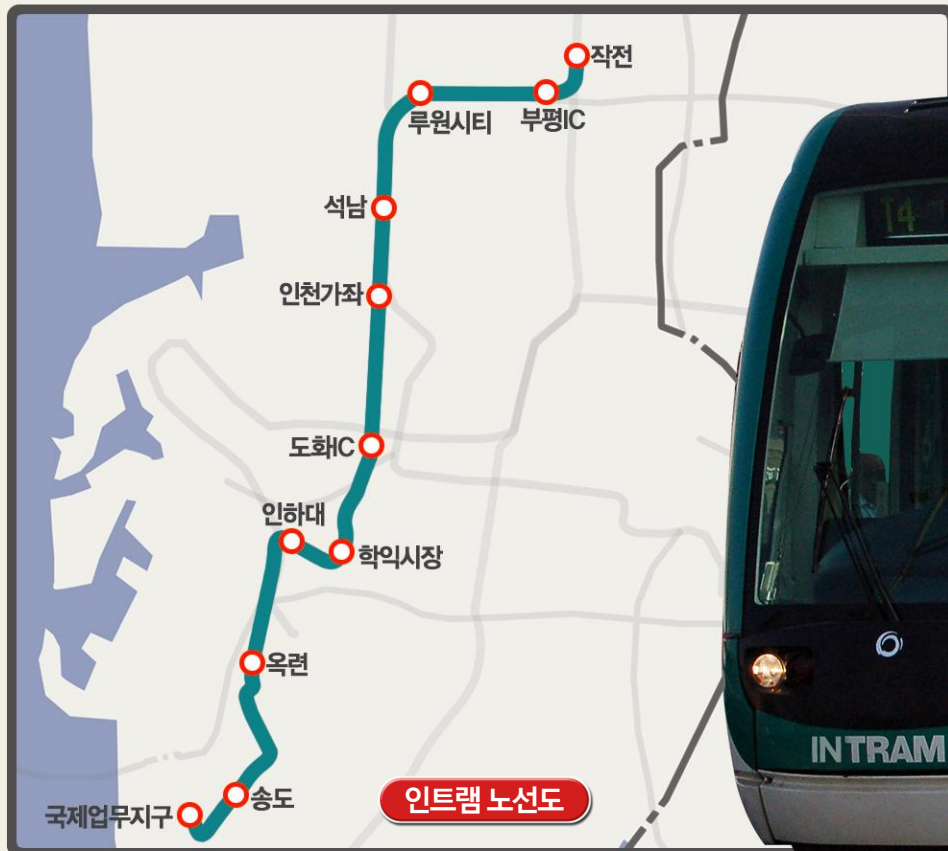 작전
부평IC
루원시티
석남
인천가좌
도화IC
인하대
학익시장
옥련
송도
국제업무지구
인트램 노선도
T4
INTRAM